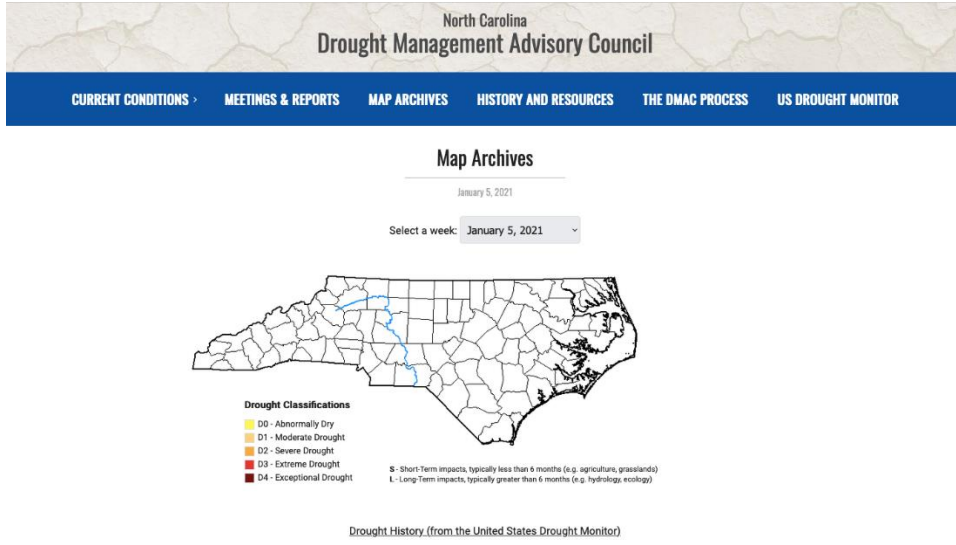 North Carolina
Drought Management Advisory Council
CURRENT CONDITIONS ›
MEETINGS & REPORTS
MAP ARCHIVES
HISTORY AND RESOURCES
THE DMAC PROCESS
US DROUGHT MONITOR
Map Archives
January 5, 2021
Select a week: January 5, 2021
Drought Classifications
D0 - Abnormally Dry
D1 - Moderate Drought
D2 - Severe Drought
D3 - Extreme Drought
D4 - Exceptional Drought
S - Short-Term impacts, typically less than 6 months (e.g. agriculture, grasslands)
L - Long-Term impacts, typically greater than 6 months (e.g. hydrology, ecology)
Drought History (from the United States Drought Monitor)